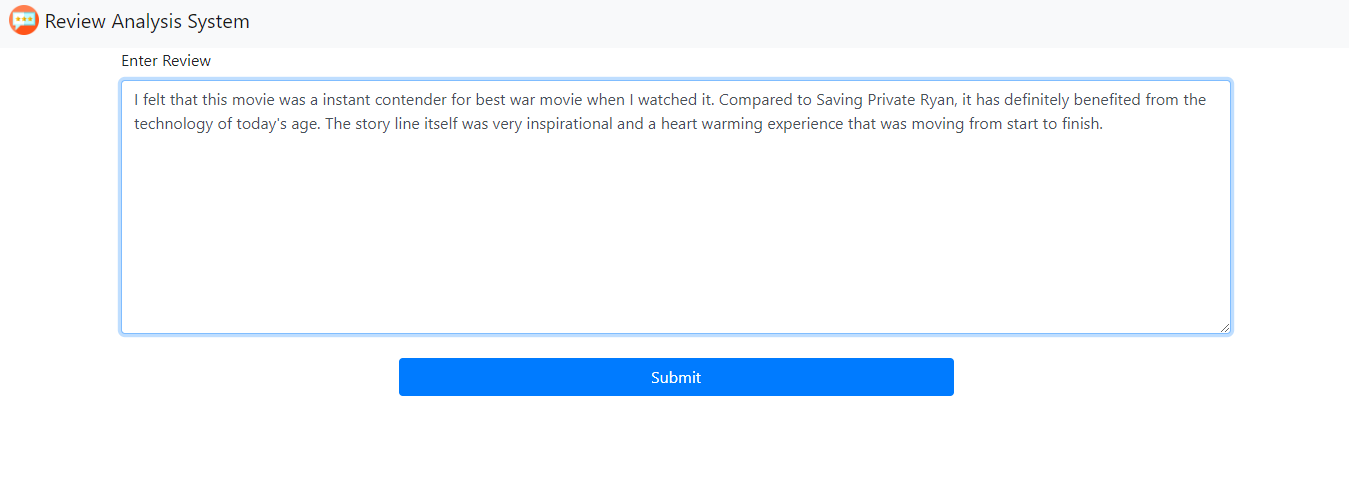 Review Analysis System
Enter Review
I felt that this movie was a instant contender for best war movie when I watched it. Compared to Saving Private Ryan, it has definitely benefited from the
technology of today's age. The story line itself was very inspirational and a heart warming experience that was moving from start to finish.
Submit